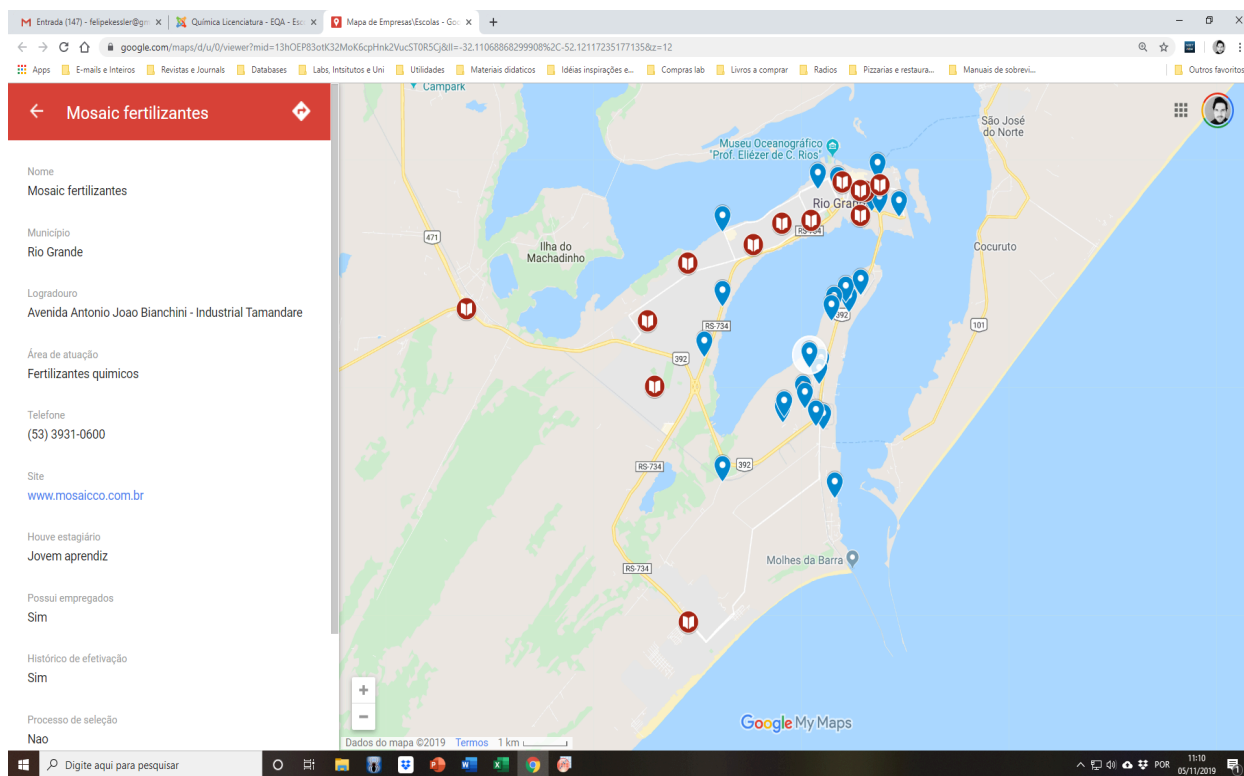 Entrada (147) - felipekessler@gm
Química Licenciatura - EQA - Esc
Mapa de Empresas\Escolas - Goo
google.com/maps/d/u/0/viewer?mid=13hOEP83otK32MoK6cpHnk2VucST0R5Cj&ll=-32.11068868299908%2C-52.12117235177135&z=12
Apps
E-mails e Inteiros
Revistas e Journals
Databases
Labs, Intsitutos e Uni
Utilidades
Materiais didaticos
Idéias inspirações e...
Compras lab
Livros a comprar
Radios
Pizzarias e restaura...
Manuais de sobrevi...
Outros favoritos
Mosaic fertilizantes
Nome
Mosaic fertilizantes
Município
Rio Grande
Logradouro
Avenida Antonio Joao Bianchini - Industrial Tamandare
Área de atuação
Fertilizantes quimicos
Telefone
(53) 3931-0600
Site
www.mosaicco.com.br
Houve estagiário
Jovem aprendiz
Possui empregados
Sim
Histórico de efetivação
Sim
Processo de seleção
Nao
Campark
São José
do Norte
Museu Oceanográfico
"Prof. Eliézer de C. Rios"
Rio Gra
471
Ilha do
Machadinho
Cocuruto
RS-734
392
101
392
RS-734
392
RS-734
Molhes da Barra
RS-734
Google My Maps
Dados do mapa ©2019
Termos
1 km
Digite aqui para pesquisar
POR
11:10
05/11/2019